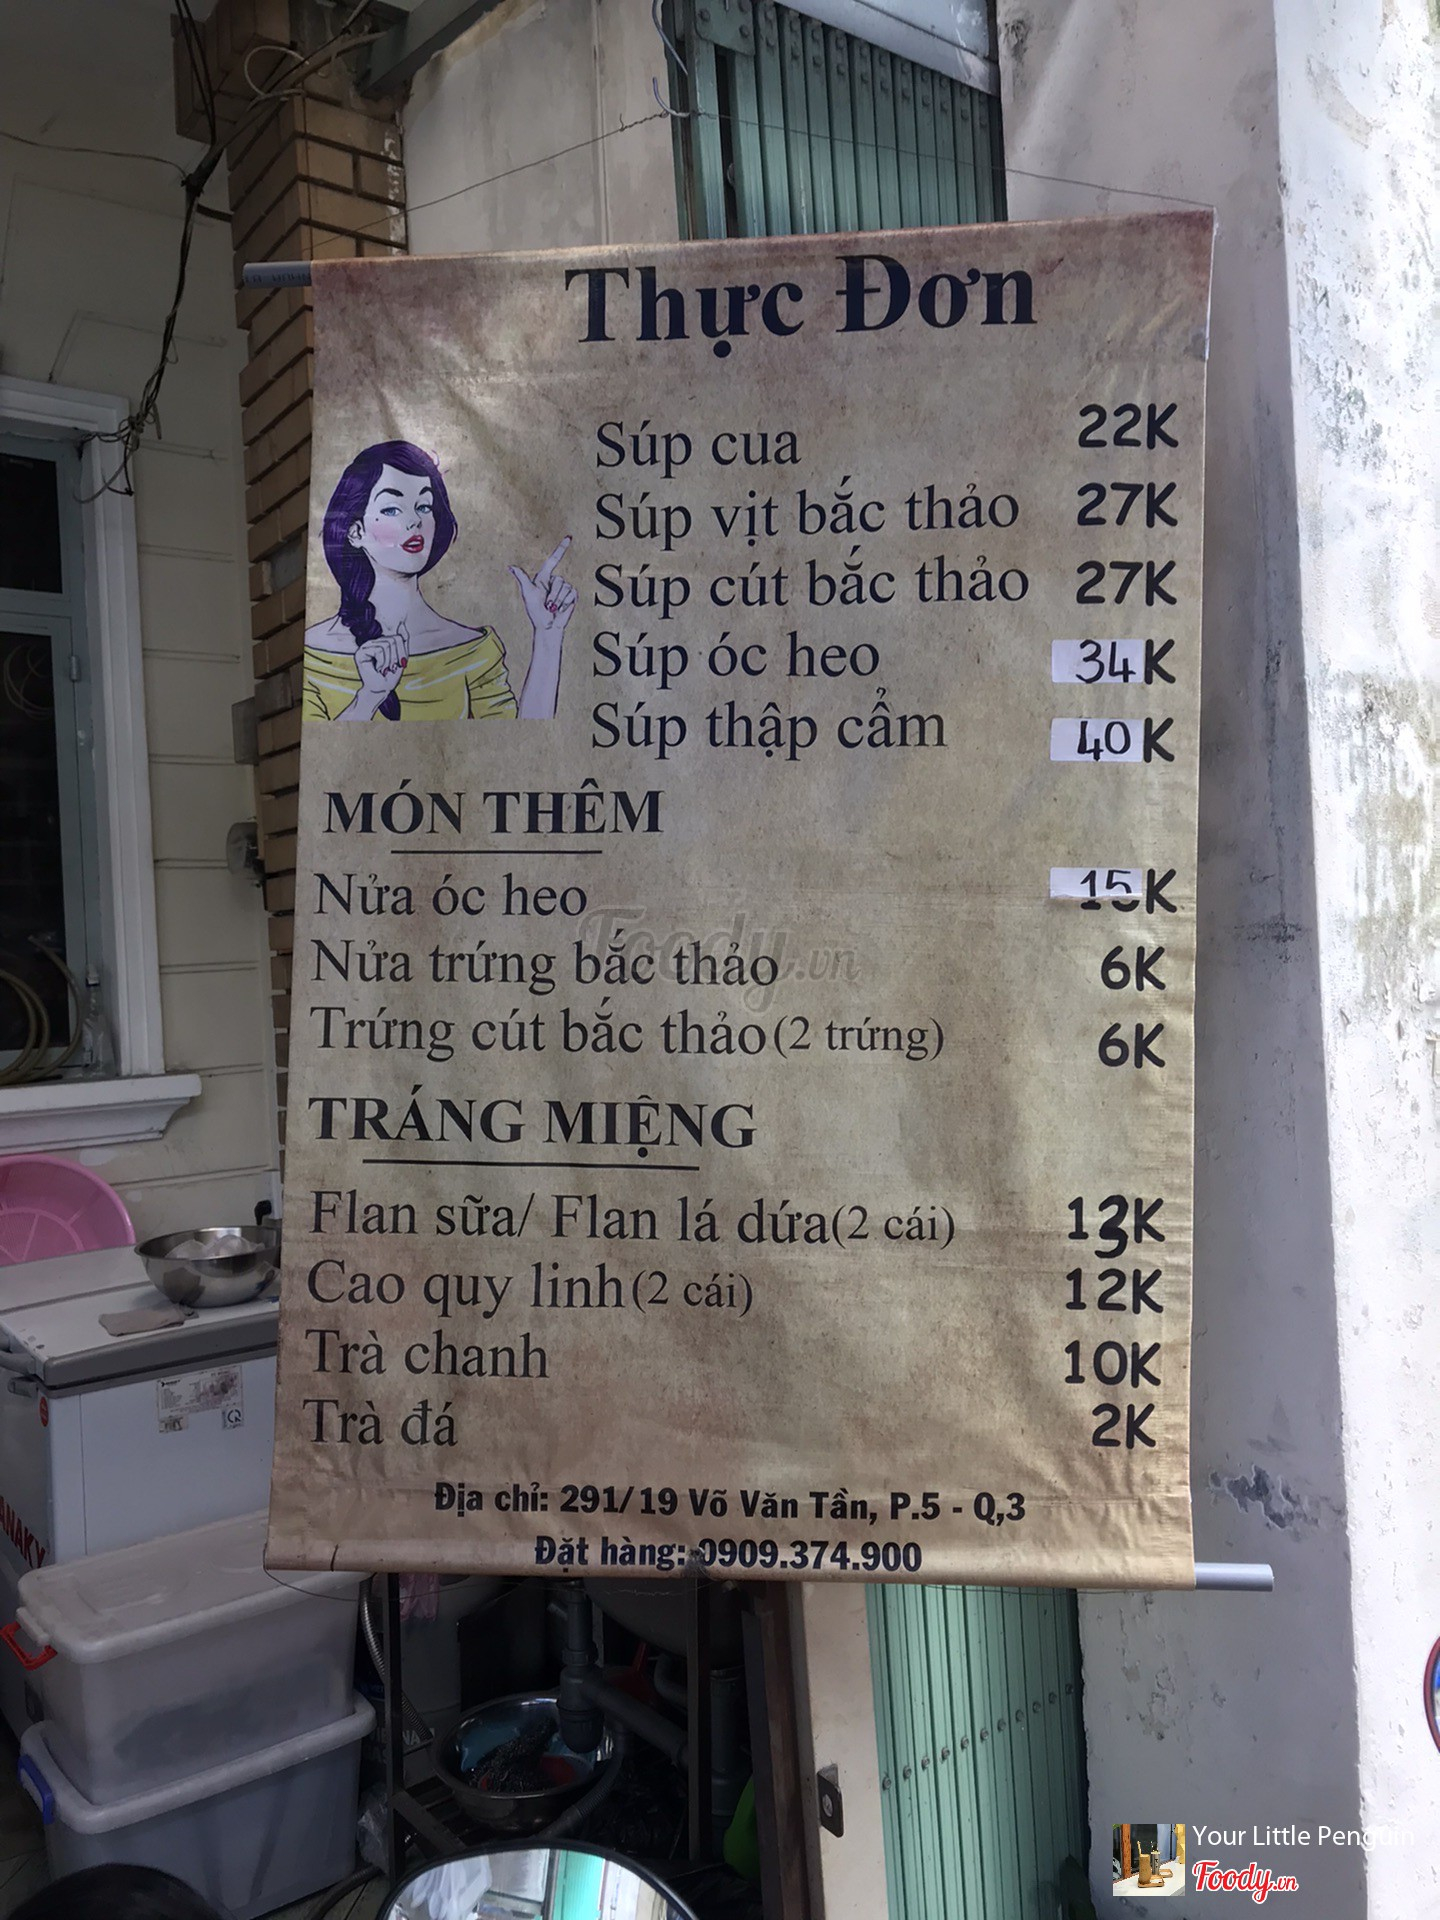 Thực Đơn
Súp cua 22K
Súp vịt bắc thảo 27K
Súp cút bắc thảo 27K
Súp óc heo 34K
Súp thập cẩm 40K
MÓN THÊM
Nửa óc heo 15K
Nửa trứng bắc thảo 6K
Trứng cút bắc thảo(2 trứng) 6K
TRÁNG MIỆNG
Flan sữa/ Flan lá dứa(2 cái) 13K
Cao quy linh(2 cái) 12K
Trà chanh 10K
Trà đá 2K
Địa chỉ: 291/19 Võ Văn Tần, P.5 - Q,3
Đặt hàng: 0909.374.900
Foody.vn
Your Little Penguin
Foody.vn